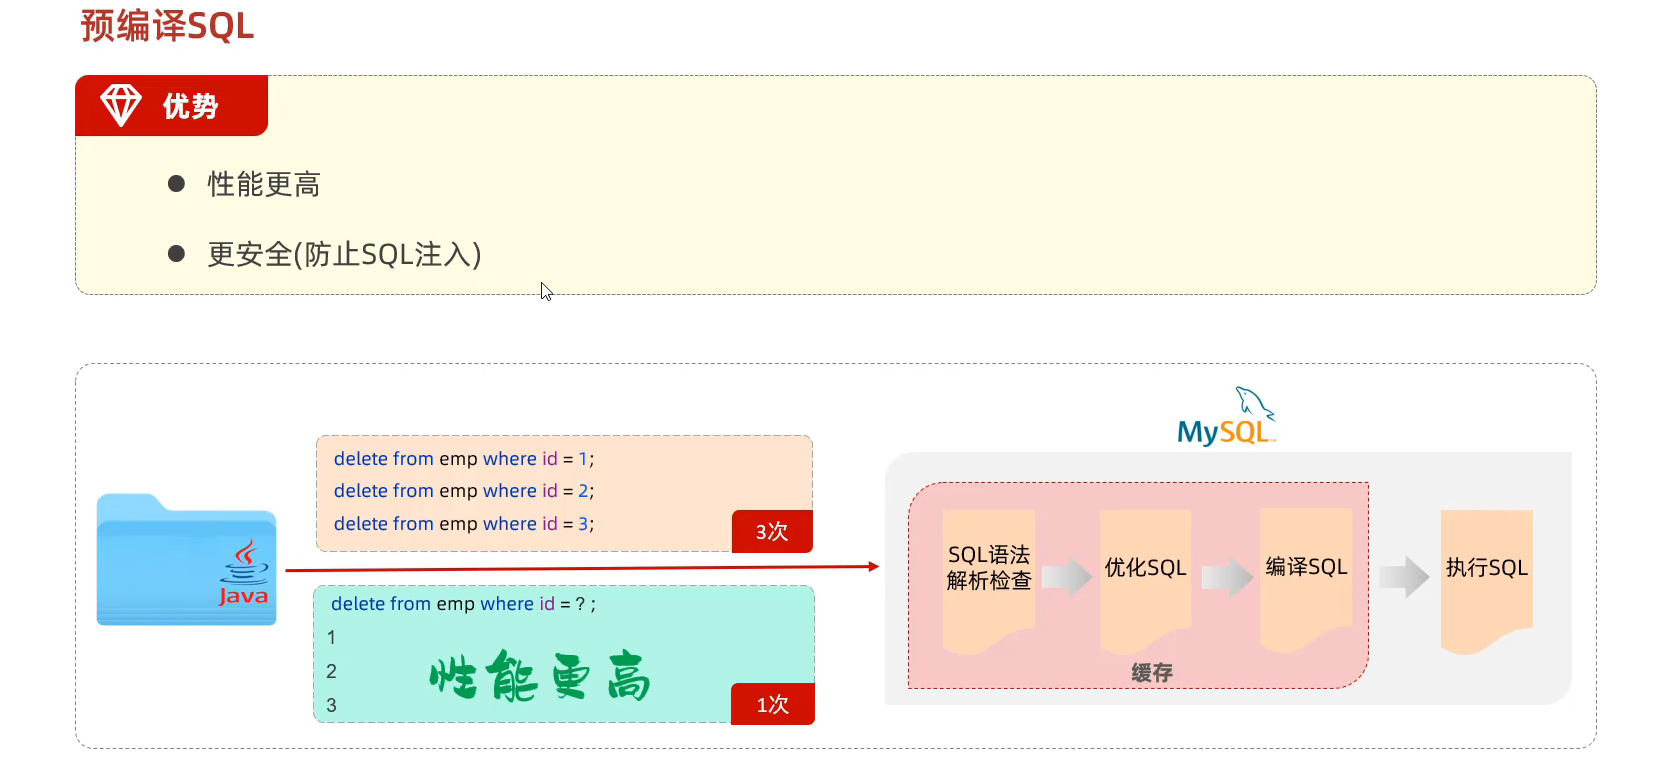 预编译SQL
优势
性能更高
更安全(防止SQL注入)
MySQL
delete from emp where id = 1;
delete from emp where id = 2;
delete from emp where id = 3;
3次
Java
delete from emp where id = ? ;
1
2
3
性能更高
1次
SQL语法
解析检查
优化SQL
编译SQL
执行SQL
缓存